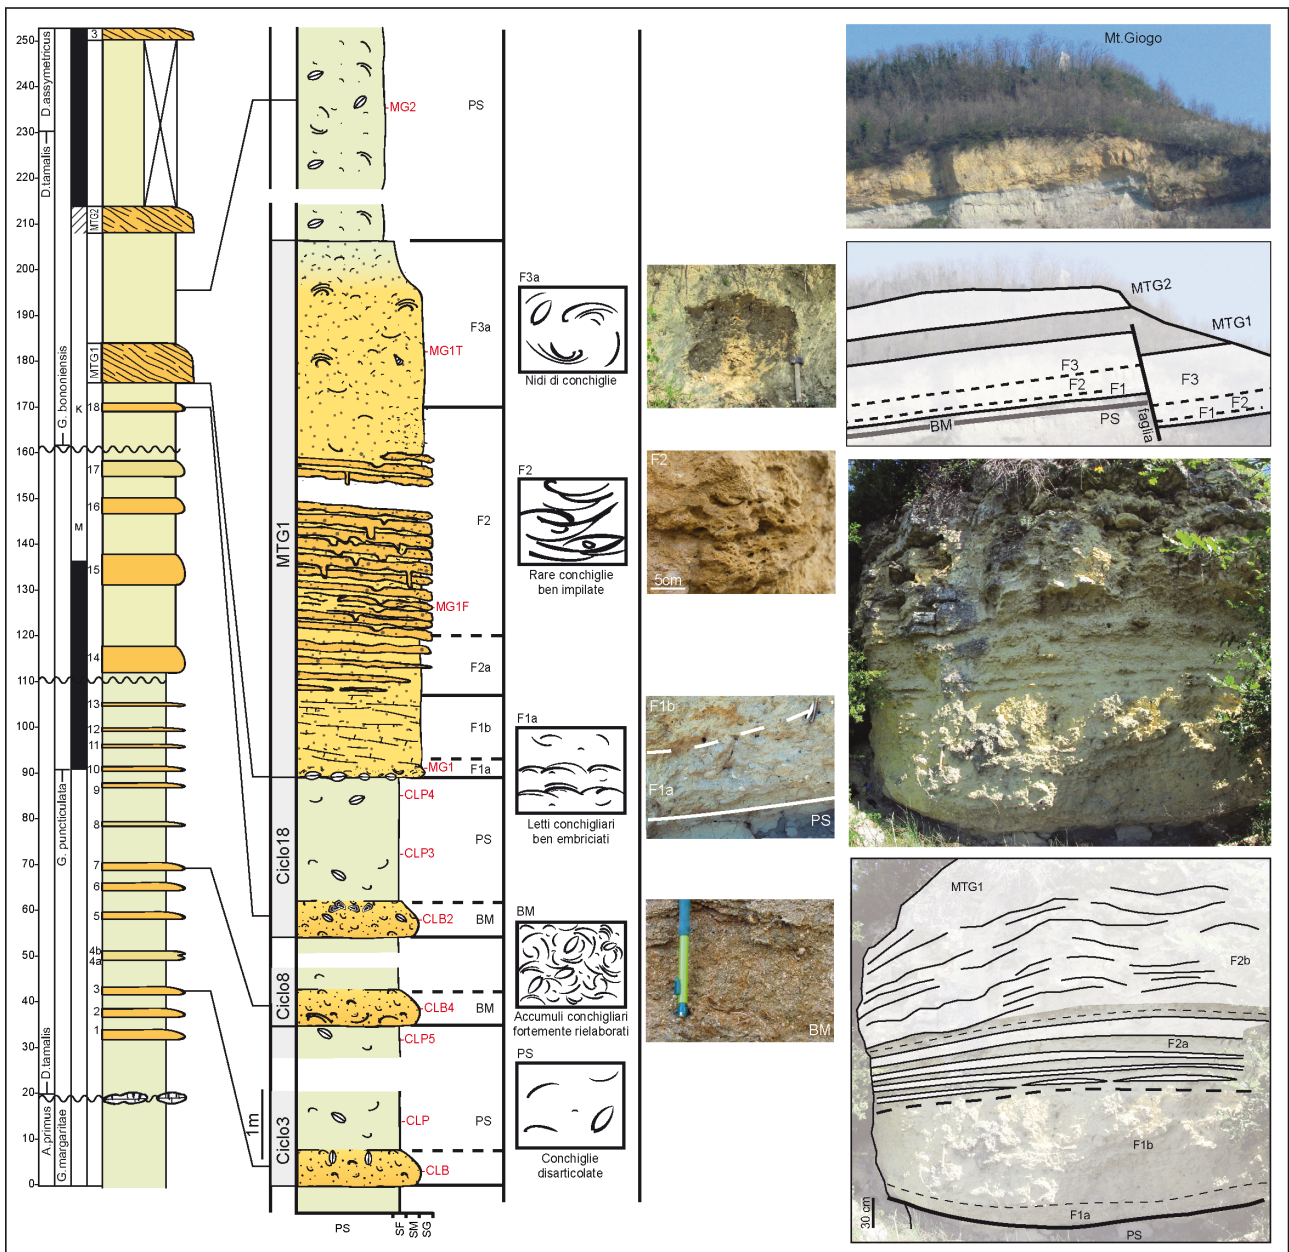 250
240
230
220
210
200
190
180
170
160
150
140
130
120
110
100
90
80
70
60
50
40
30
20
10
0
D.assymetricus
D.tamalis
G. bononiensis
G. puncticulata
D.tamalis
A.primus
G.margaritae
K
M
3
MTG2
MTG1
18
17
16
15
14
13
12
11
10
9
8
7
6
5
4b
4a
3
2
1
MTG1
Ciclo18
Ciclo8
Ciclo3
1m
MG2
MG1T
MG1F
MG1
CLP4
CLP3
CLB2
CLB4
CLP5
CLP
CLB
PS
F3a
F2
F2a
F1b
F1a
PS
BM
BM
PS
PS
SF
SM
SG
F3a
Nidi di conchiglie
F2
Rare conchiglie
ben impilate
F1a
Letti conchigliari
ben embriciati
BM
Accumuli conchigliari
fortemente rielaborati
PS
Conchiglie
disarticolate
F2
5cm
F1b
F1a
PS
BM
Mt.Giogo
MTG2
MTG1
F3
F2
F1
F3
F2
F1
PS
BM
faglia
MTG1
F2b
F2a
F1b
F1a
PS
30 cm